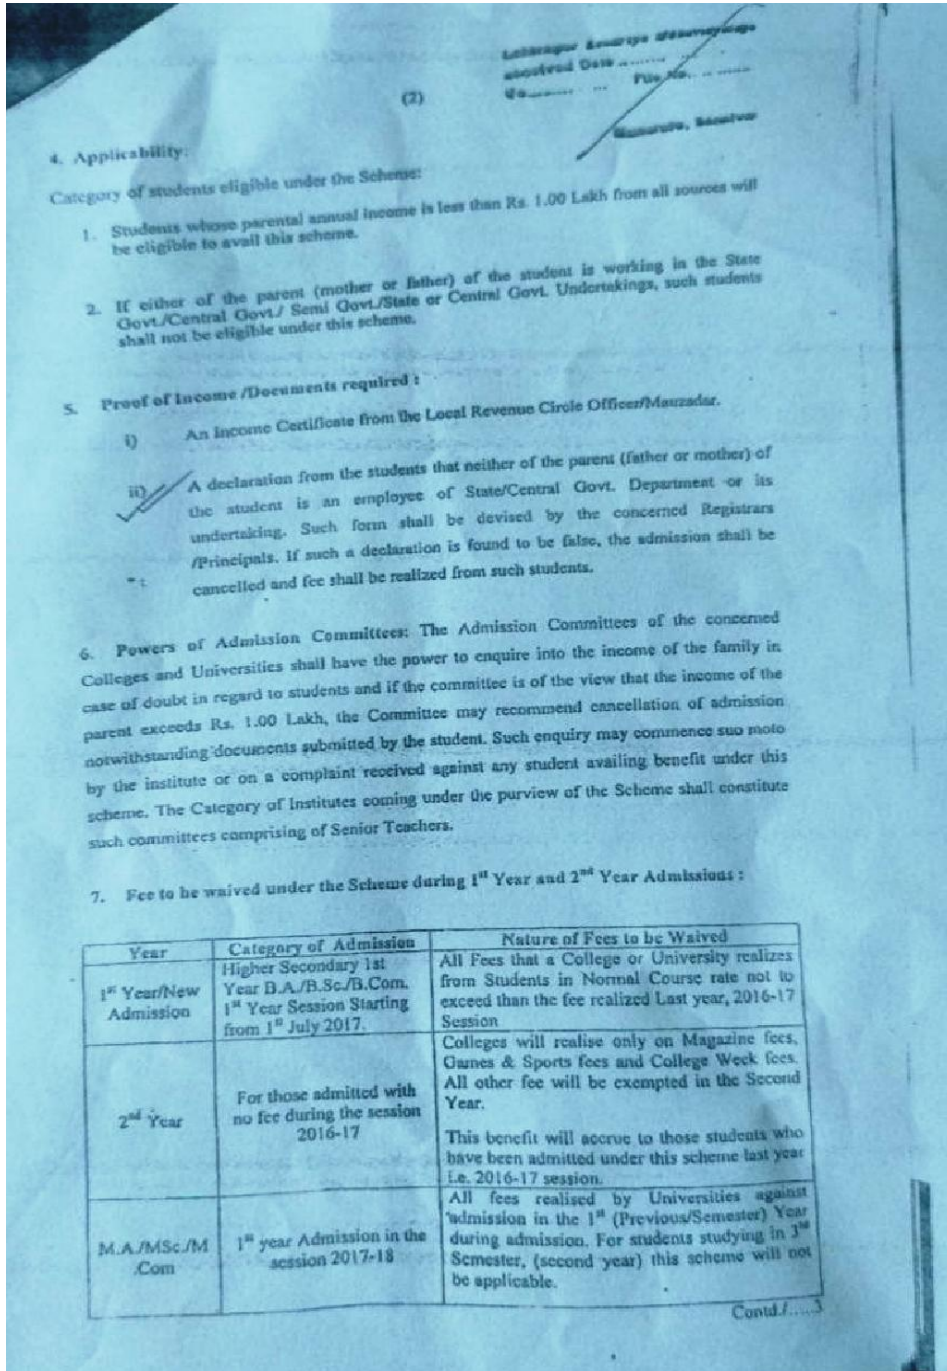 (2)
File No.
4. Applicability:
Category of students eligible under the Scheme:
1. Students whose parental annual income is less than Rs. 1.00 Lakh from all sources will
be eligible to avail this scheme.
2. If either of the parent (mother or father) of the student is working in the State
Govt./Central Govt./ Semi Govt./State or Central Govt. Undertakings, such students
shall not be eligible under this scheme.
5. Proof of Income /Documents required :
i) An Income Certificate from the Local Revenue Circle Officer/Mauzadar.
ii) A declaration from the students that neither of the parent (father or mother) of
the student is an employee of State/Central Govt. Department or its
undertaking. Such form shall be devised by the concerned Registrars
/Principals. If such a declaration is found to be false, the admission shall be
cancelled and fee shall be realized from such students.
6. Powers of Admission Committees: The Admission Committees of the concerned
Colleges and Universities shall have the power to enquire into the income of the family in
case of doubt in regard to students and if the committee is of the view that the income of the
parent exceeds Rs. 1.00 Lakh, the Committee may recommend cancellation of admission
notwithstanding documents submitted by the student. Such enquiry may commence suo moto
by the institute or on a complaint received against any student availing benefit under this
scheme. The Category of Institutes coming under the purview of the Scheme shall constitute
such committees comprising of Senior Teachers.
7. Fee to be waived under the Scheme during 1st Year and 2nd Year Admissions :
Year Category of Admission Nature of Fees to be Waived
1st Year/New
Admission
Higher Secondary 1st
Year B.A./B.Sc./B.Com.
1st Year Session Starting
from 1st July 2017.
All Fees that a College or University realizes
from Students in Normal Course rate not to
exceed than the fee realized Last year, 2016-17
Session
2nd Year
For those admitted with
no fee during the session
2016-17
Colleges will realise only on Magazine fees,
Games & Sports fees and College Week fees.
All other fee will be exempted in the Second
Year.
This benefit will accrue to those students who
have been admitted under this scheme last year
i.e. 2016-17 session.
M.A./MSc./M
.Com
1st year Admission in the
session 2017-18
All fees realised by Universities against
admission in the 1st (Previous/Semester) Year
during admission. For students studying in 3rd
Semester, (second year) this scheme will not
be applicable.
Contd./.....3